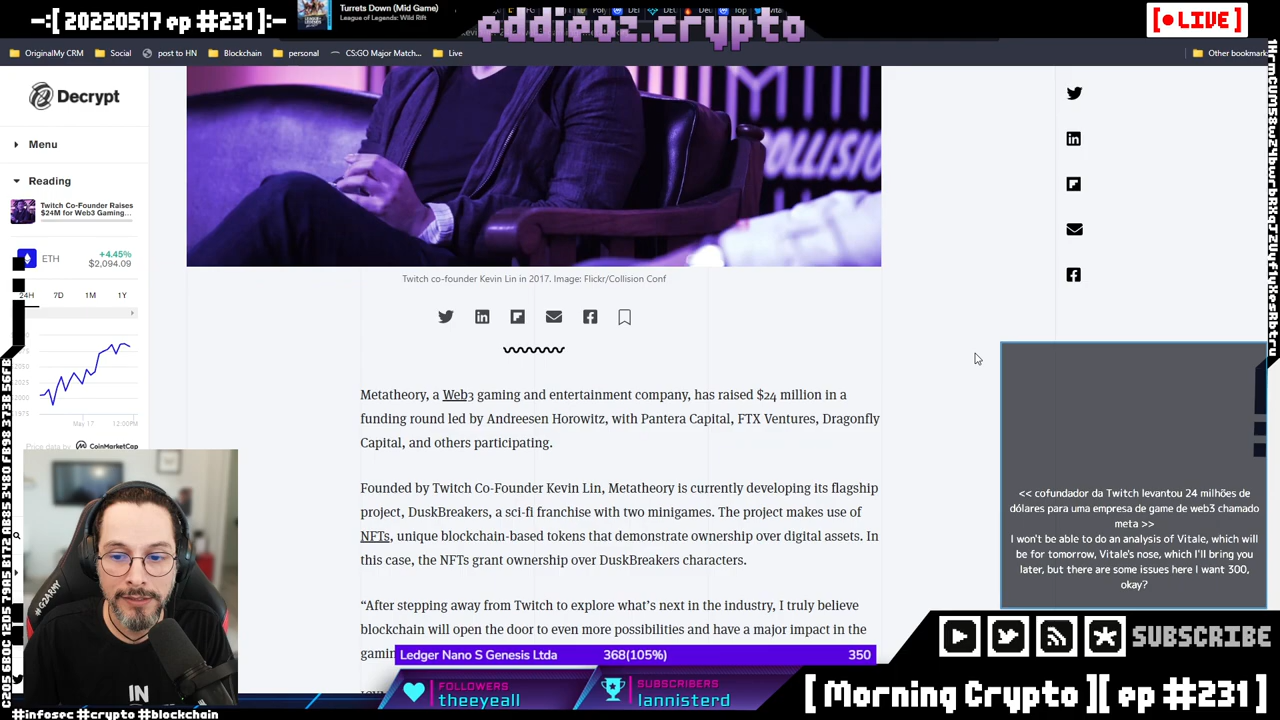 -:[ 20220517 ep #231]:-
Turrets Down (Mid Game)
League of Legends: Wild Rift
eddieoz.crypto
[●LIVE]
OriginalMy CRM
Social
post to HN
Blockchain
personal
CS:GO Major Match...
Live
Other bookmark
Decrypt
Menu
Reading
Twitch Co-Founder Raises
$24M for Web3 Gaming...
ETH
+4.45%
$2,094.09
24H 7D 1M 1Y
2000
1975
May 17 12:00PM
Price data by CoinMarketCap
Twitch co-founder Kevin Lin in 2017. Image: Flickr/Collision Conf
Metatheory, a Web3 gaming and entertainment company, has raised $24 million in a
funding round led by Andreesen Horowitz, with Pantera Capital, FTX Ventures, Dragonfly
Capital, and others participating.
Founded by Twitch Co-Founder Kevin Lin, Metatheory is currently developing its flagship
project, DuskBreakers, a sci-fi franchise with two minigames. The project makes use of
NFTs, unique blockchain-based tokens that demonstrate ownership over digital assets. In
this case, the NFTs grant ownership over DuskBreakers characters.
“After stepping away from Twitch to explore what’s next in the industry, I truly believe
blockchain will open the door to even more possibilities and have a major impact in the
<< cofundador da Twitch levantou 24 milhões de
dólares para uma empresa de game de web3 chamado
meta >>
I won't be able to do an analysis of Vitale, which will
be for tomorrow, Vitale's nose, which I'll bring you
later, but there are some issues here I want 300,
okay?
Ledger Nano S Genesis Ltda 368(105%) 350
FOLLOWERS
theeyeall
SUBSCRIBERS
lannisterd
SUBSCRIBE
[ Morning Crypto ][ ep #231 ]
#infosec #crypto #blockchain